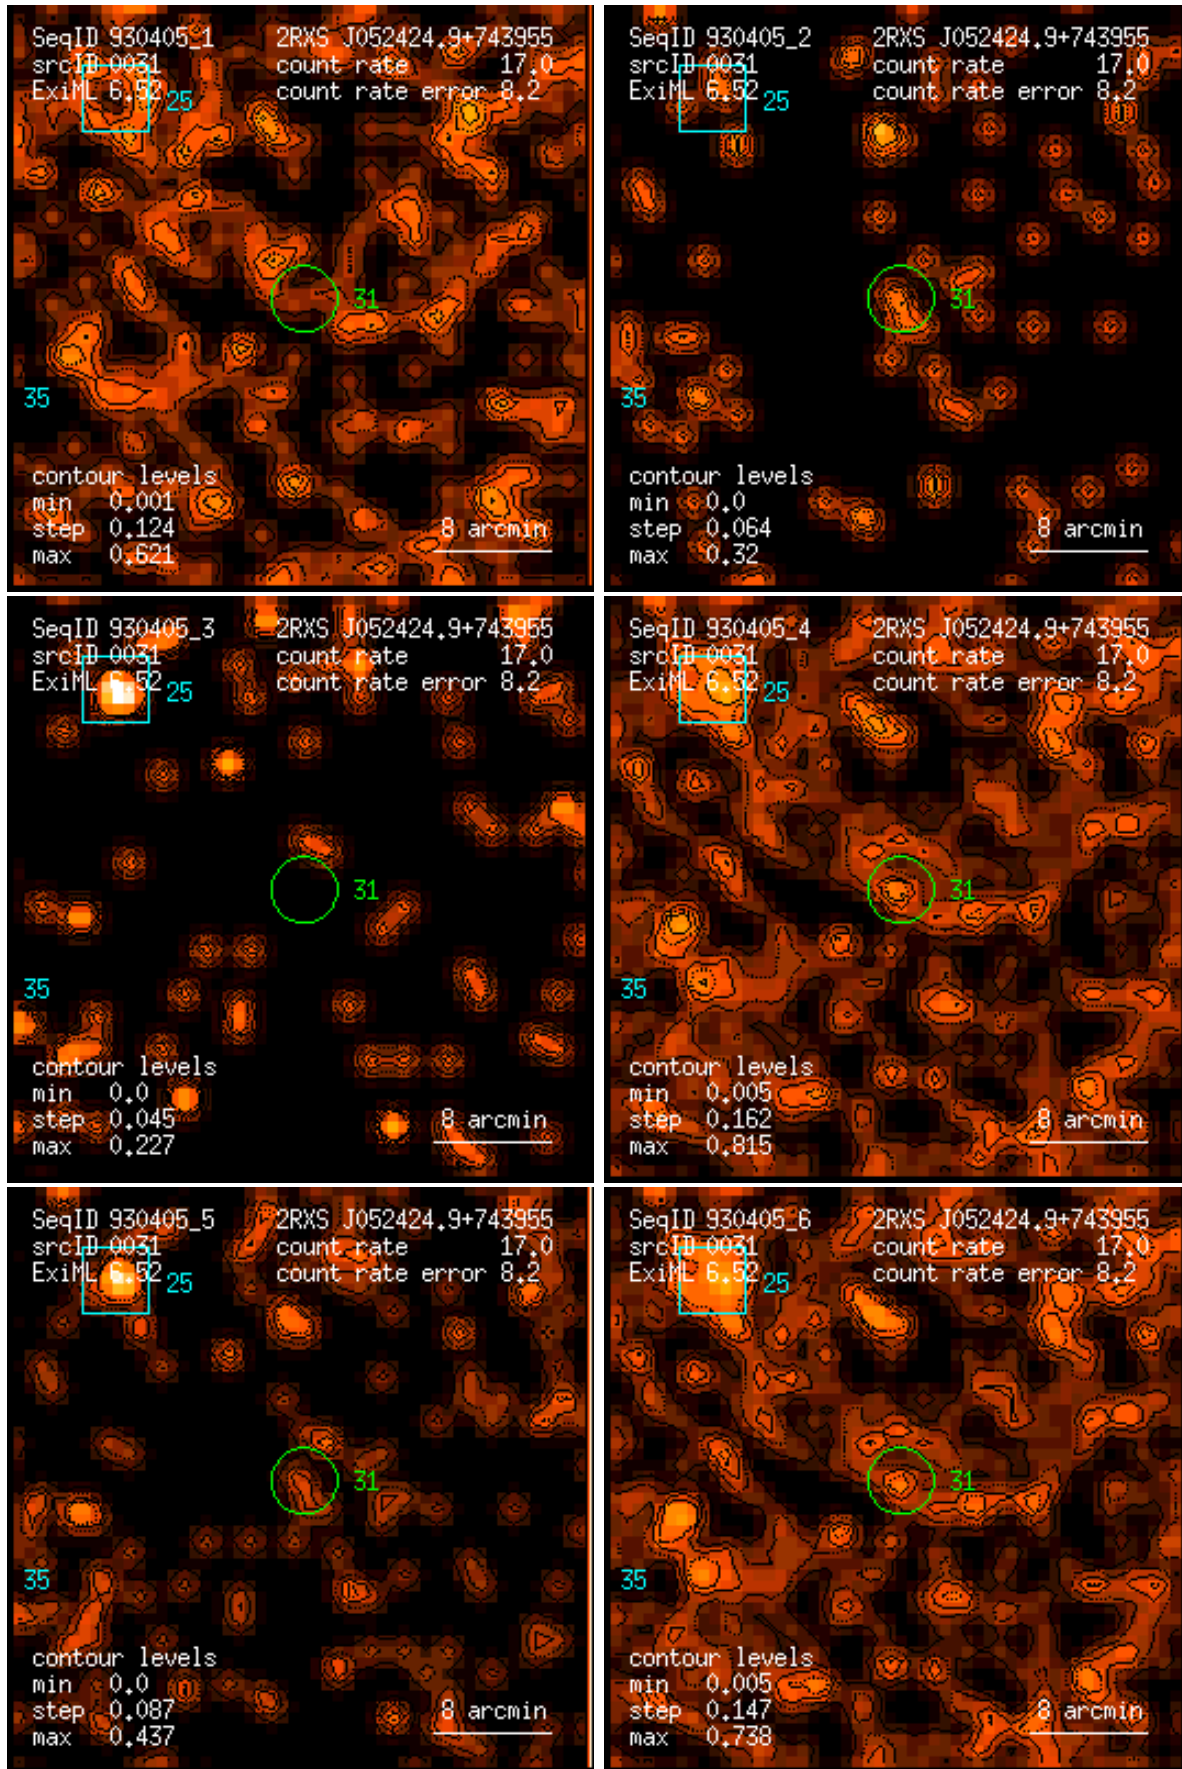 SeqID 930405_1 2RXS J052424.9+743955
srcID 0031 count rate 17.0
ExiML 6.52 25 count rate error 8.2
31
35
contour levels
min 0.001
step 0.124 8 arcmin
max 0.621
SeqID 930405_2 2RXS J052424.9+743955
srcID 0031 count rate 17.0
ExiML 6.52 25 count rate error 8.2
31
35
contour levels
min 0.0
step 0.064 8 arcmin
max 0.32
SeqID 930405_3 2RXS J052424.9+743955
srcID 0031 count rate 17.0
ExiML 6.52 25 count rate error 8.2
31
35
contour levels
min 0.0
step 0.045 8 arcmin
max 0.227
SeqID 930405_4 2RXS J052424.9+743955
srcID 0031 count rate 17.0
ExiML 6.52 25 count rate error 8.2
31
35
contour levels
min 0.005
step 0.162 8 arcmin
max 0.815
SeqID 930405_5 2RXS J052424.9+743955
srcID 0031 count rate 17.0
ExiML 6.52 25 count rate error 8.2
31
35
contour levels
min 0.0
step 0.087 8 arcmin
max 0.437
SeqID 930405_6 2RXS J052424.9+743955
srcID 0031 count rate 17.0
ExiML 6.52 25 count rate error 8.2
31
35
contour levels
min 0.005
step 0.147 8 arcmin
max 0.738